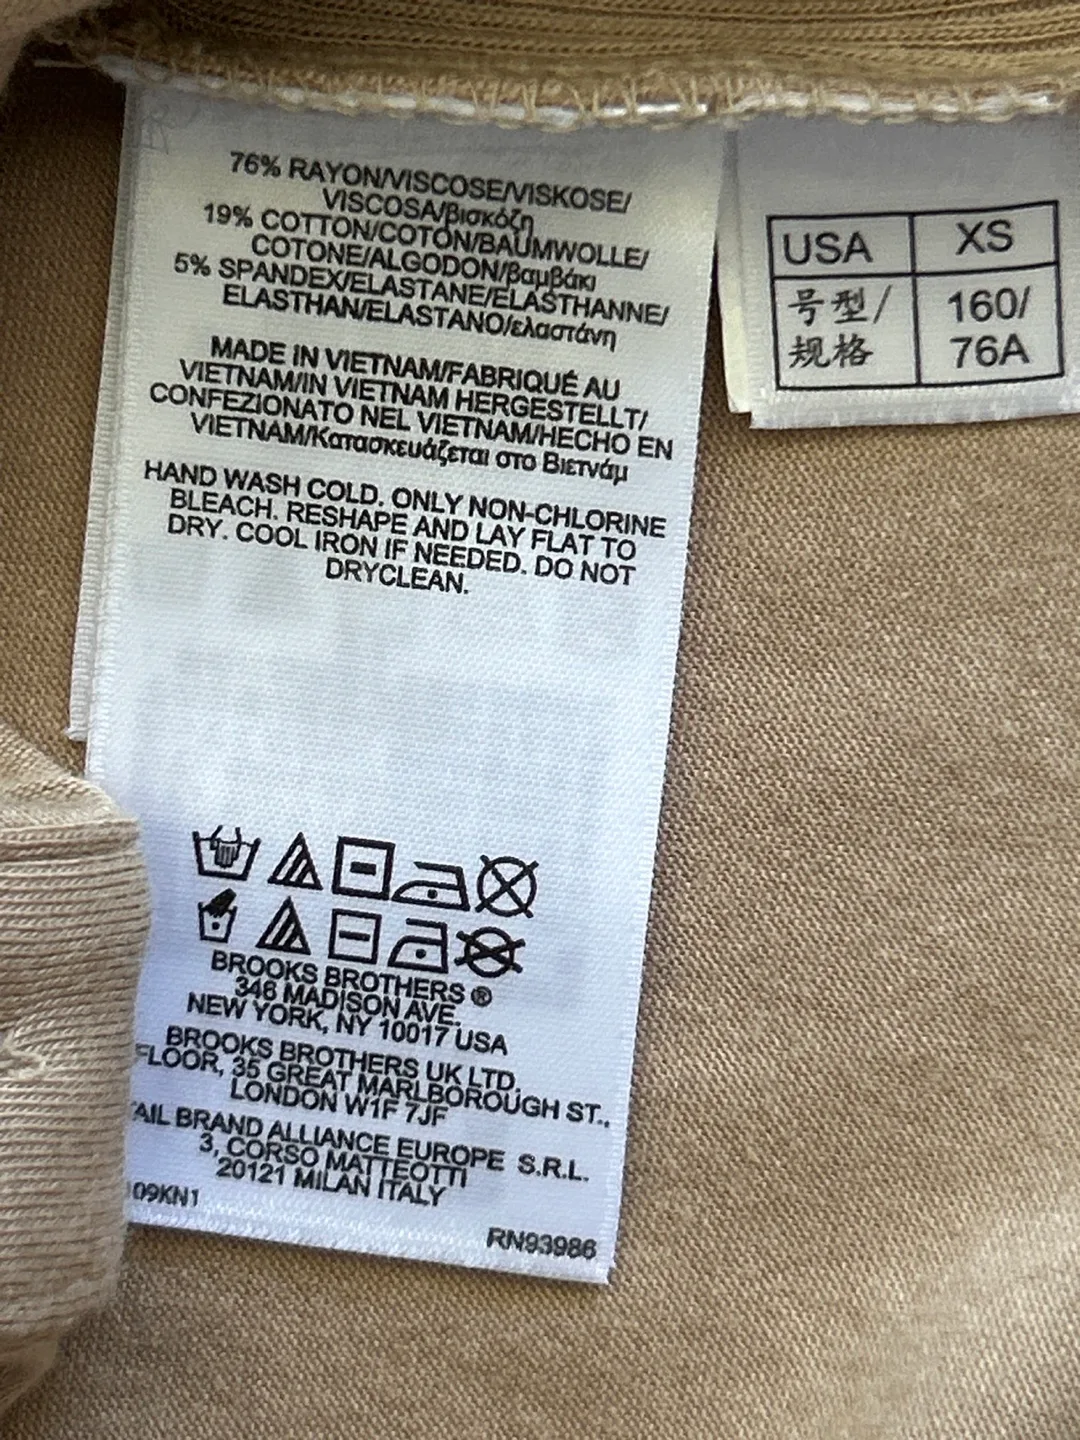 76% RAYON/VISCOSE/VISKOSE/
VISCOSA/βισκόζη
19% COTTON/COTON/BAUMWOLLE/
COTONE/ALGODON/βαμβάκι
5% SPANDEX/ELASTANE/ELASTHANNE/
ELASTHAN/ELASTANO/ελαστάνη
MADE IN VIETNAM/FABRIQUÉ AU
VIETNAM/IN VIETNAM HERGESTELLT/
CONFEZIONATO NEL VIETNAM/HECHO EN
VIETNAM/Κατασκευάζεται στο Βιετνάμ
HAND WASH COLD. ONLY NON-CHLORINE
BLEACH. RESHAPE AND LAY FLAT TO
DRY. COOL IRON IF NEEDED. DO NOT
DRYCLEAN.
BROOKS BROTHERS ®
346 MADISON AVE.
NEW YORK, NY 10017 USA
BROOKS BROTHERS UK LTD.
FLOOR, 35 GREAT MARLBOROUGH ST.,
LONDON W1F 7JF
AIL BRAND ALLIANCE EUROPE S.R.L.
3, CORSO MATTEOTTI
20121 MILAN ITALY
109KN1
RN93986
USA XS
号型/ 160/
规格 76A